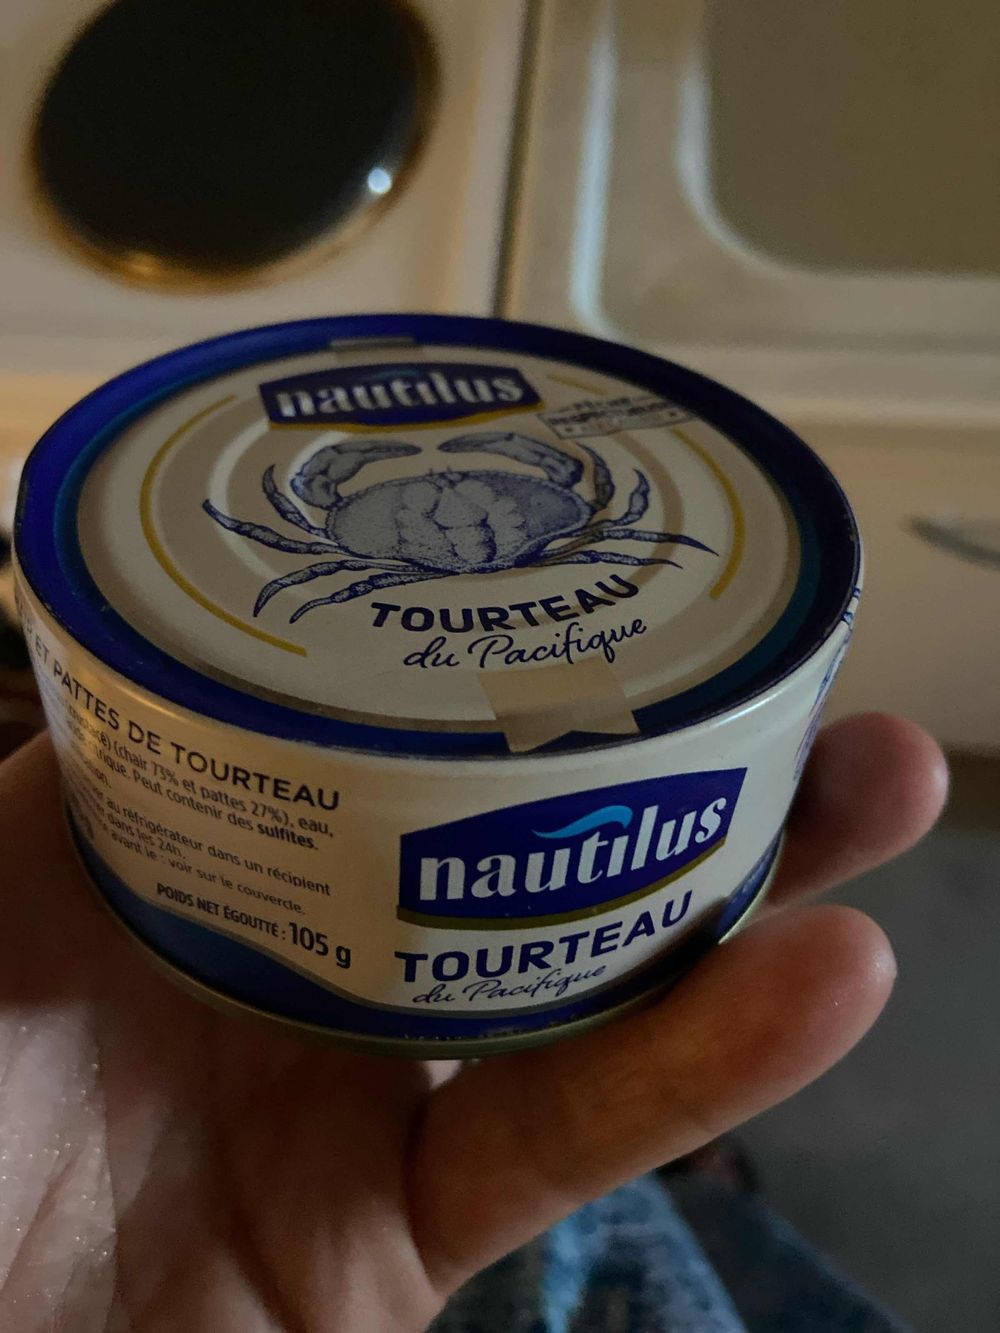 nautilus
TOURTEAU
du Pacifique
ET PATTES DE TOURTEAU
(chair 73% et pattes 27%), eau,
Peut contenir des sulfites.
au réfrigérateur dans un récipient
dans les 24h.
avant le : voir sur le couvercle.
POIDS NET ÉGOUTTÉ : 105 g
nautilus
TOURTEAU
du Pacifique